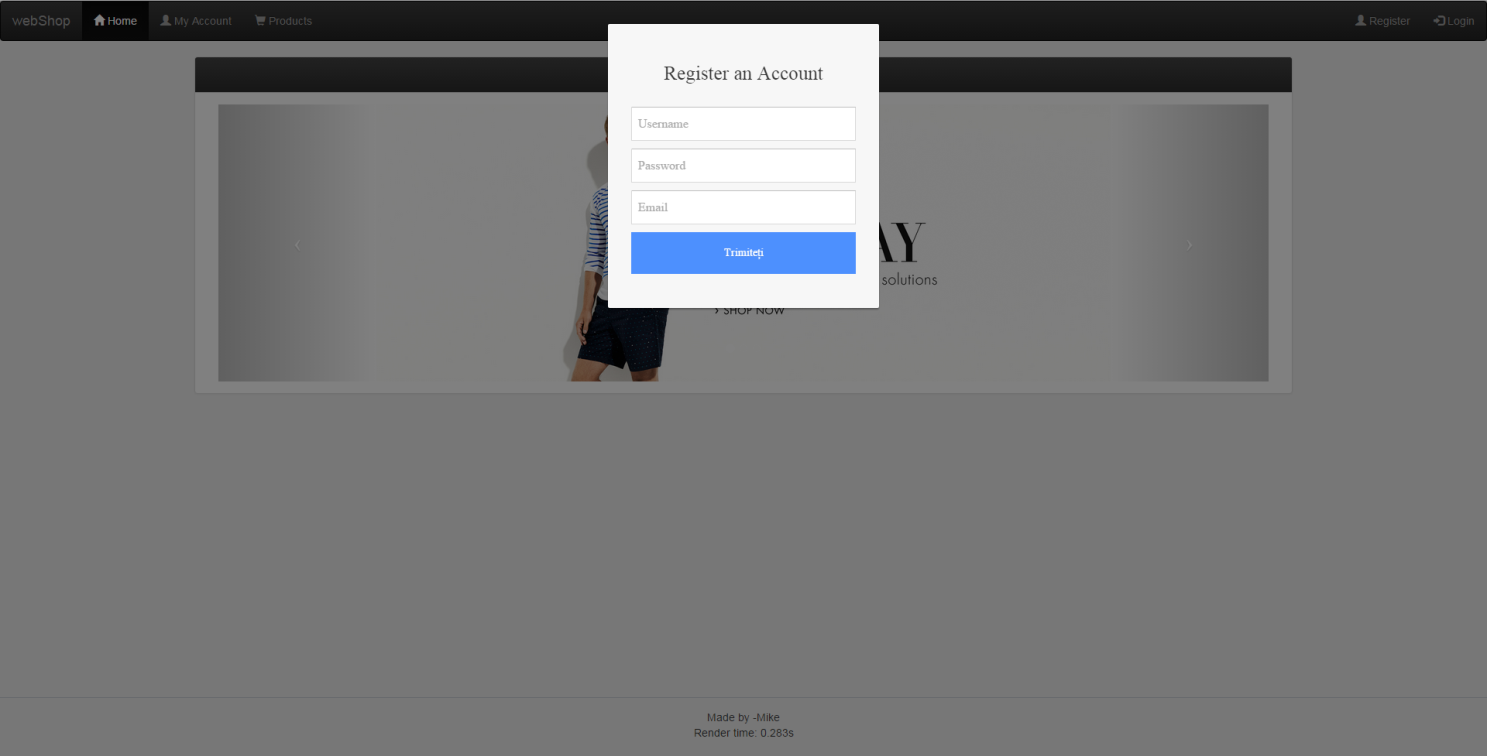 webShop Home My Account Products Register Login
Register an Account
Username
Password
Email
Trimiteți
AY
solutions
› SHOP NOW
Made by -Mike
Render time: 0.283s